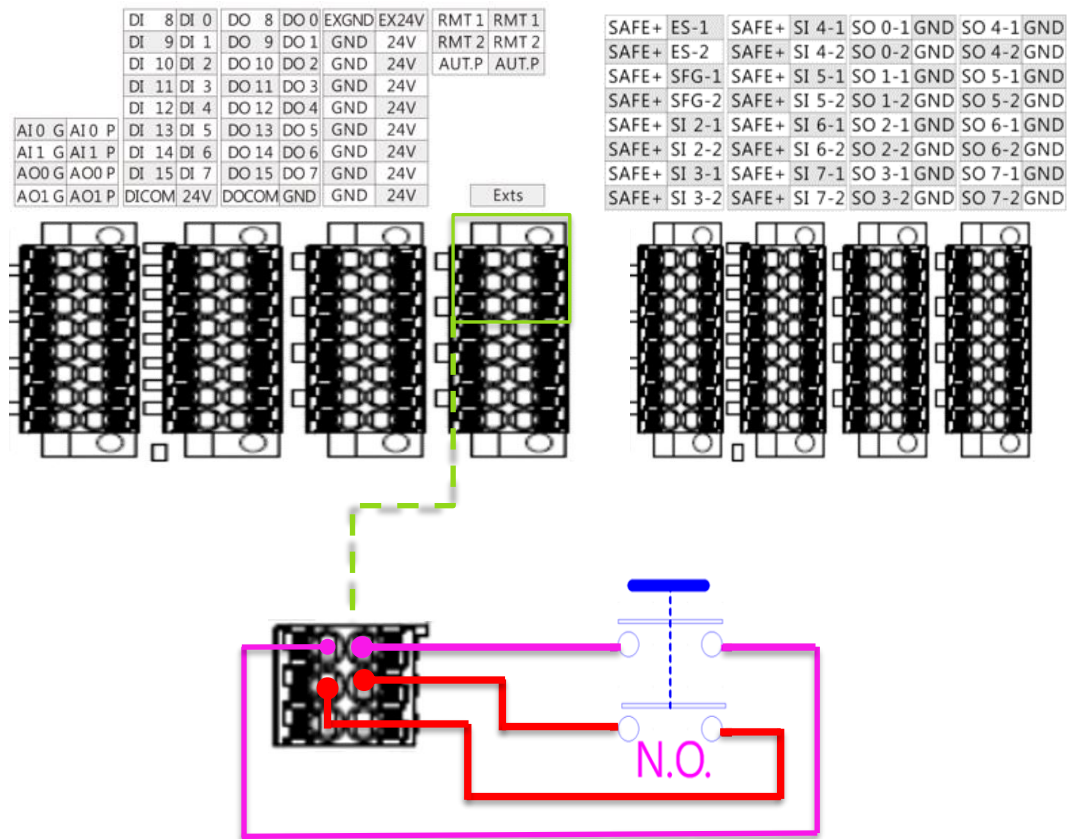 DI 8 DI 0 DO 8 DO 0 EXGND EX24V RMT 1 RMT 1
DI 9 DI 1 DO 9 DO 1 GND 24V RMT 2 RMT 2
DI 10 DI 2 DO 10 DO 2 GND 24V AUT.P AUT.P
DI 11 DI 3 DO 11 DO 3 GND 24V
DI 12 DI 4 DO 12 DO 4 GND 24V
AI 0 G AI 0 P DI 13 DI 5 DO 13 DO 5 GND 24V
AI 1 G AI 1 P DI 14 DI 6 DO 14 DO 6 GND 24V
AO0 G AO0 P DI 15 DI 7 DO 15 DO 7 GND 24V
AO1 G AO1 P DICOM 24V DOCOM GND GND 24V Exts
SAFE+ ES-1 SAFE+ SI 4-1 SO 0-1 GND SO 4-1 GND
SAFE+ ES-2 SAFE+ SI 4-2 SO 0-2 GND SO 4-2 GND
SAFE+ SFG-1 SAFE+ SI 5-1 SO 1-1 GND SO 5-1 GND
SAFE+ SFG-2 SAFE+ SI 5-2 SO 1-2 GND SO 5-2 GND
SAFE+ SI 2-1 SAFE+ SI 6-1 SO 2-1 GND SO 6-1 GND
SAFE+ SI 2-2 SAFE+ SI 6-2 SO 2-2 GND SO 6-2 GND
SAFE+ SI 3-1 SAFE+ SI 7-1 SO 3-1 GND SO 7-1 GND
SAFE+ SI 3-2 SAFE+ SI 7-2 SO 3-2 GND SO 7-2 GND
N.O.